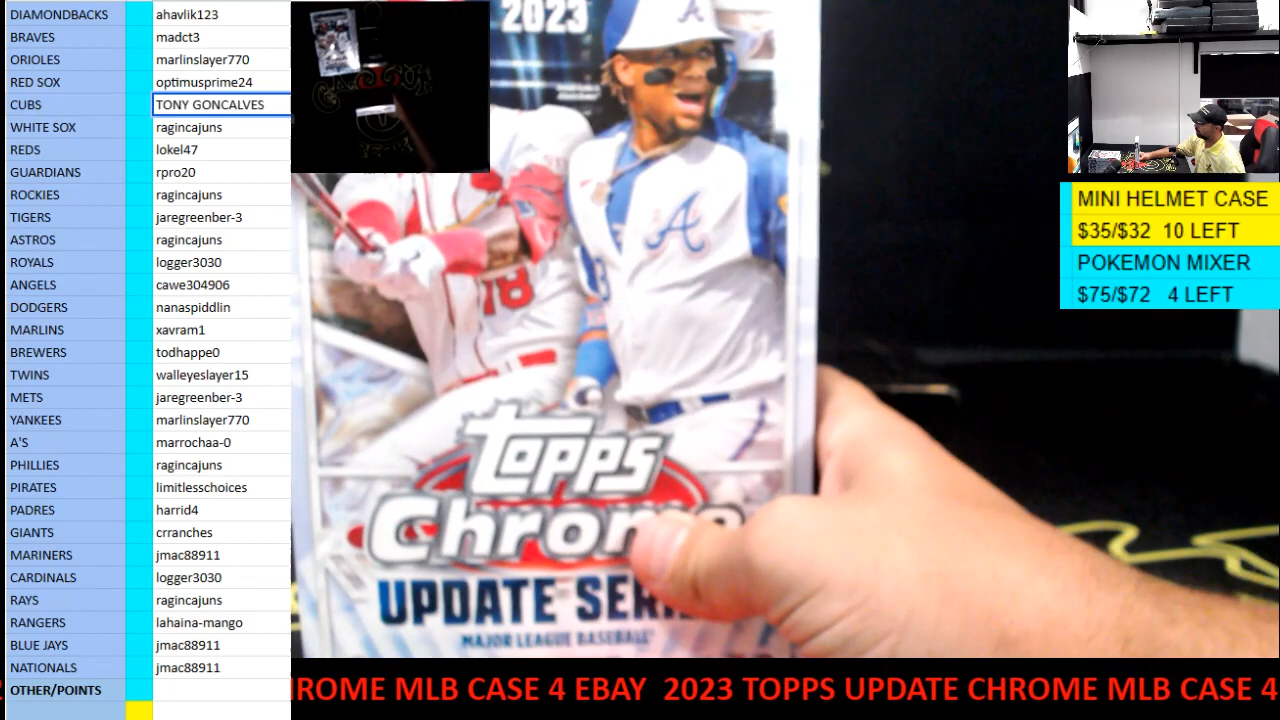 DIAMONDBACKS ahavlik123
BRAVES madct3
ORIOLES marlinslayer770
RED SOX optimusprime24
CUBS TONY GONCALVES
WHITE SOX ragincajuns
REDS lokel47
GUARDIANS rpro20
ROCKIES ragincajuns
TIGERS jaregreenber-3
ASTROS ragincajuns
ROYALS logger3030
ANGELS cawe304906
DODGERS nanaspiddlin
MARLINS xavram1
BREWERS todhappe0
TWINS walleyeslayer15
METS jaregreenber-3
YANKEES marlinslayer770
A'S marrochaa-0
PHILLIES ragincajuns
PIRATES limitlesschoices
PADRES harrid4
GIANTS crranches
MARINERS jmac88911
CARDINALS logger3030
RAYS ragincajuns
RANGERS lahaina-mango
BLUE JAYS jmac88911
NATIONALS jmac88911
OTHER/POINTS
2023
A
A
18
Topps
Chrome
UPDATE SERI
MAJOR LEAGUE BASEBALL
MINI HELMET CASE
$35/$32 10 LEFT
POKEMON MIXER
$75/$72 4 LEFT
HROME MLB CASE 4 EBAY 2023 TOPPS UPDATE CHROME MLB CASE 4